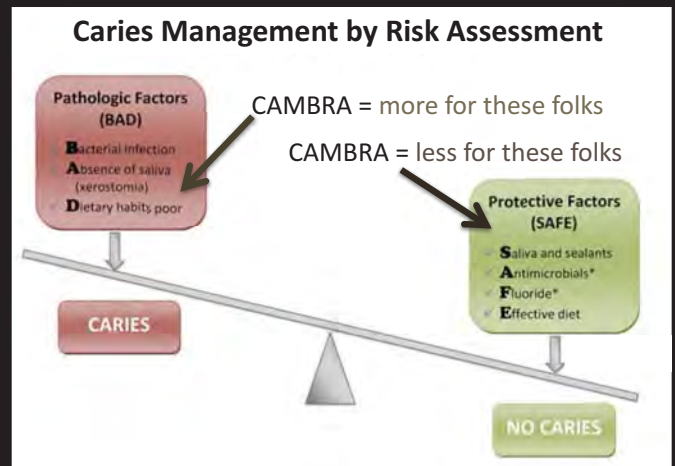 Caries Management by Risk Assessment
Pathologic Factors
(BAD)
Bacterial infection
Absence of saliva
(xerostomia)
Dietary habits poor
CARIES
CAMBRA = more for these folks
CAMBRA = less for these folks
Protective Factors
(SAFE)
Saliva and sealants
Antimicrobials*
Fluoride*
Effective diet
NO CARIES